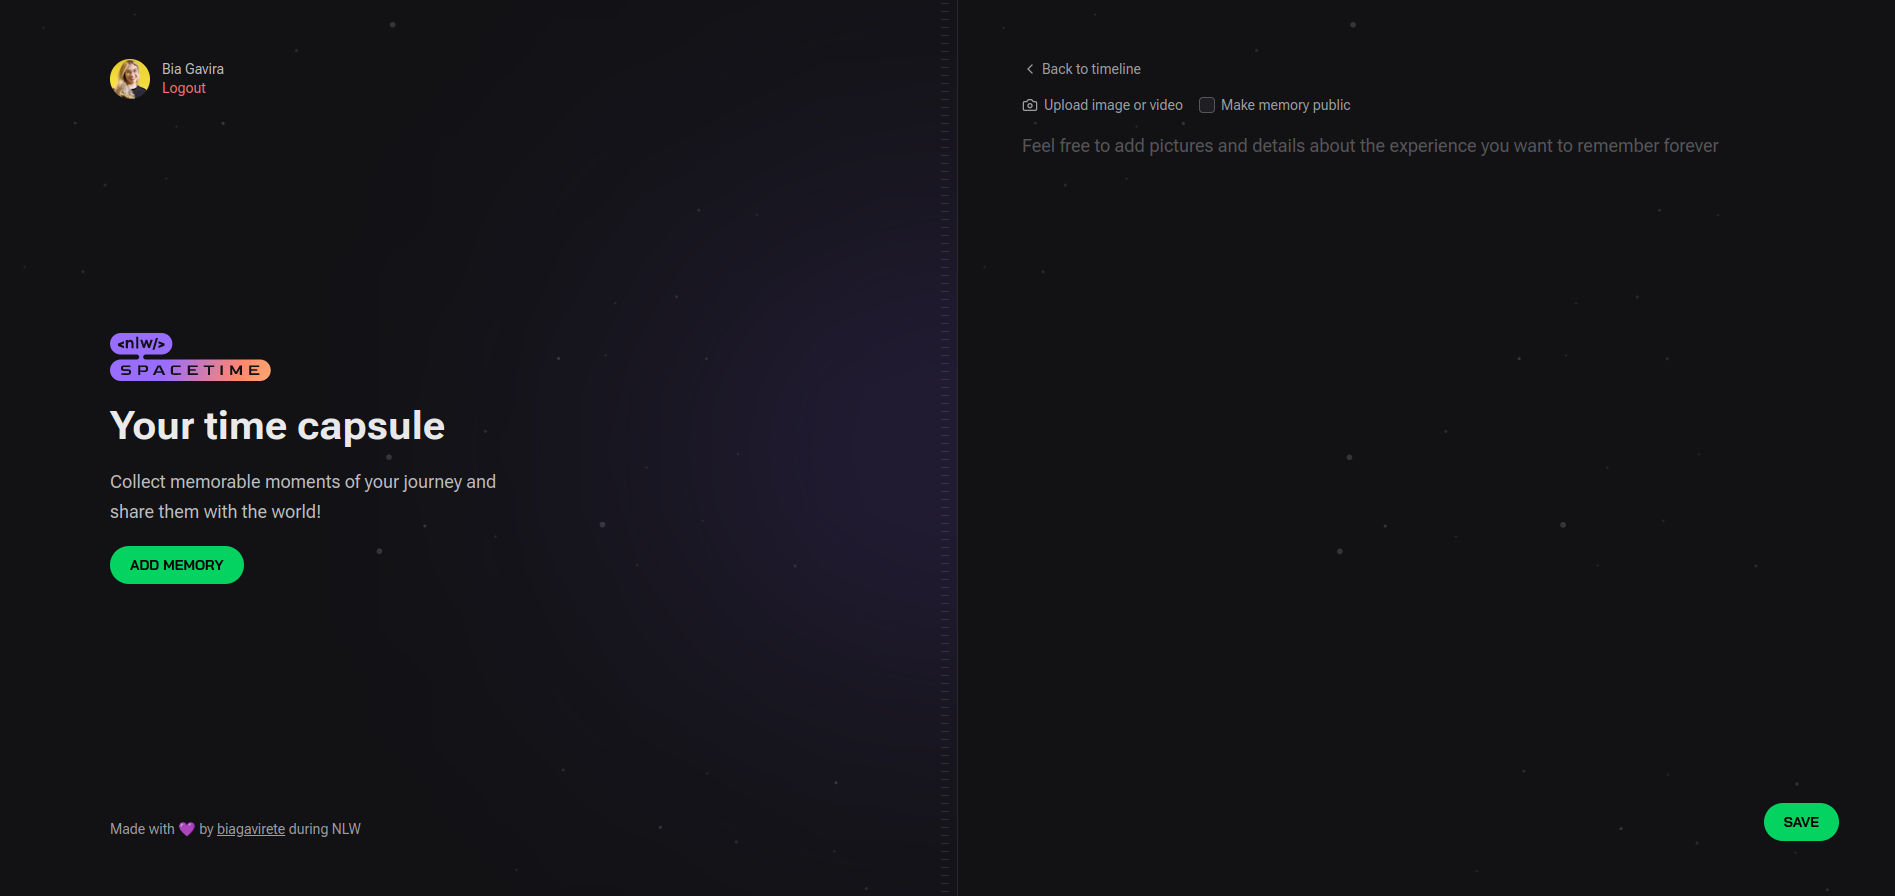 Bia Gavira
Logout
<nlw/>
SPACETIME
Your time capsule
Collect memorable moments of your journey and
share them with the world!
ADD MEMORY
Made with 💜 by biagavirete during NLW
Back to timeline
Upload image or video Make memory public
Feel free to add pictures and details about the experience you want to remember forever
SAVE